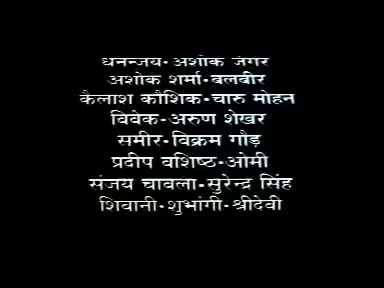 धनन्जय-अशोक जगर
अशोक शर्मा-बलबीर
कैलाश कौशिक-चारु मोहन
विवेक-अरुण शेखर
समीर-विक्रम गौड़
प्रदीप वशिष्ठ-ओमी
संजय चावला-सुरेन्द्र सिंह
शिवानी-शुभांगी-श्रीदेवी